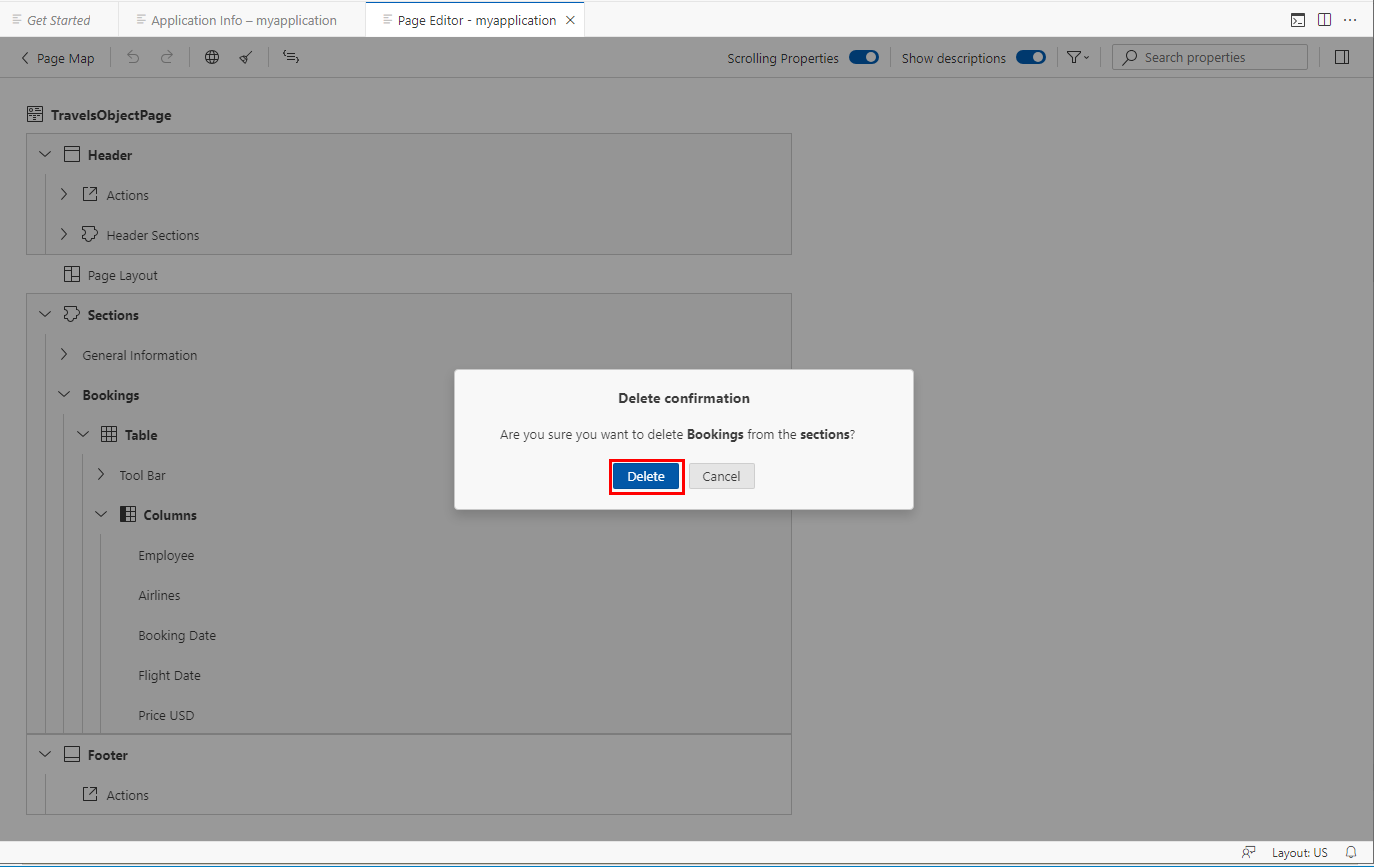 Get Started
Application Info – myapplication
Page Editor - myapplication
Page Map
Scrolling Properties
Show descriptions
Search properties
TravelsObjectPage
Header
Actions
Header Sections
Page Layout
Sections
General Information
Bookings
Table
Tool Bar
Columns
Employee
Airlines
Booking Date
Flight Date
Price USD
Footer
Actions
Delete confirmation
Are you sure you want to delete Bookings from the sections?
Delete
Cancel
Layout: US